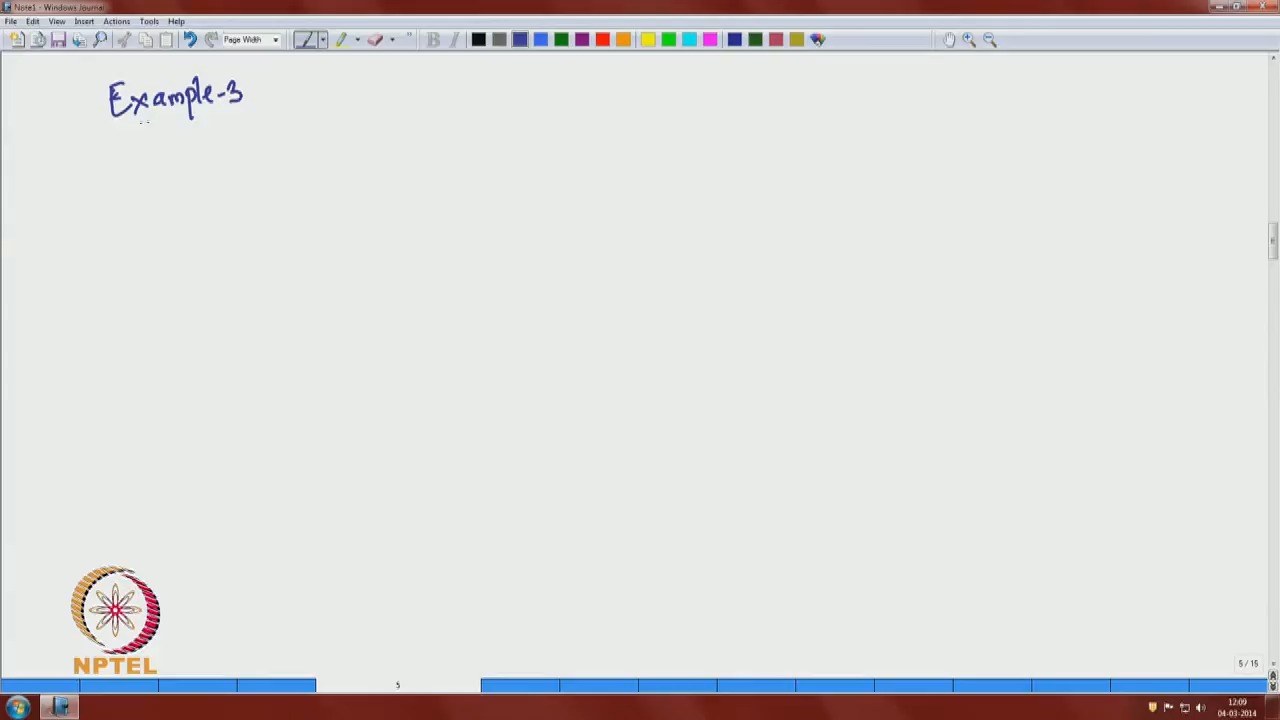 Note1 - Windows Journal
File Edit View Insert Actions Tools Help
Page Width
B I
Example-3
NPTEL
5 / 15
5
12:09
04-03-2014